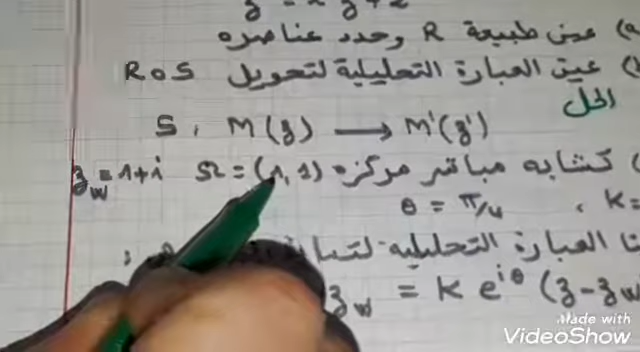 a) عين طبيعة R وحدد عناصره
عين العبارة التحليلية لتحويل RoS
الحل
S: M(z) → M'(z')
S تشابه مباشر مركزه Ω = (1, 1) z_w = 1+i
θ = π/4 ، K =
العبارة التحليلية
z_w = K e^{iθ} (z - z_w
Made with
VideoShow